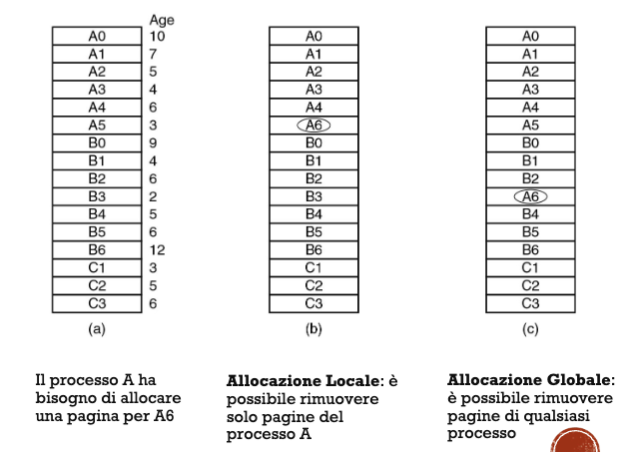 Age
A0 10
A1 7
A2 5
A3 4
A4 6
A5 3
B0 9
B1 4
B2 6
B3 2
B4 5
B5 6
B6 12
C1 3
C2 5
C3 6
(a)
A0
A1
A2
A3
A4
A6
B0
B1
B2
B3
B4
B5
B6
C1
C2
C3
(b)
A0
A1
A2
A3
A4
A5
B0
B1
B2
A6
B4
B5
B6
C1
C2
C3
(c)
Il processo A ha
bisogno di allocare
una pagina per A6
Allocazione Locale: è
possibile rimuovere
solo pagine del
processo A
Allocazione Globale:
è possibile rimuovere
pagine di qualsiasi
processo